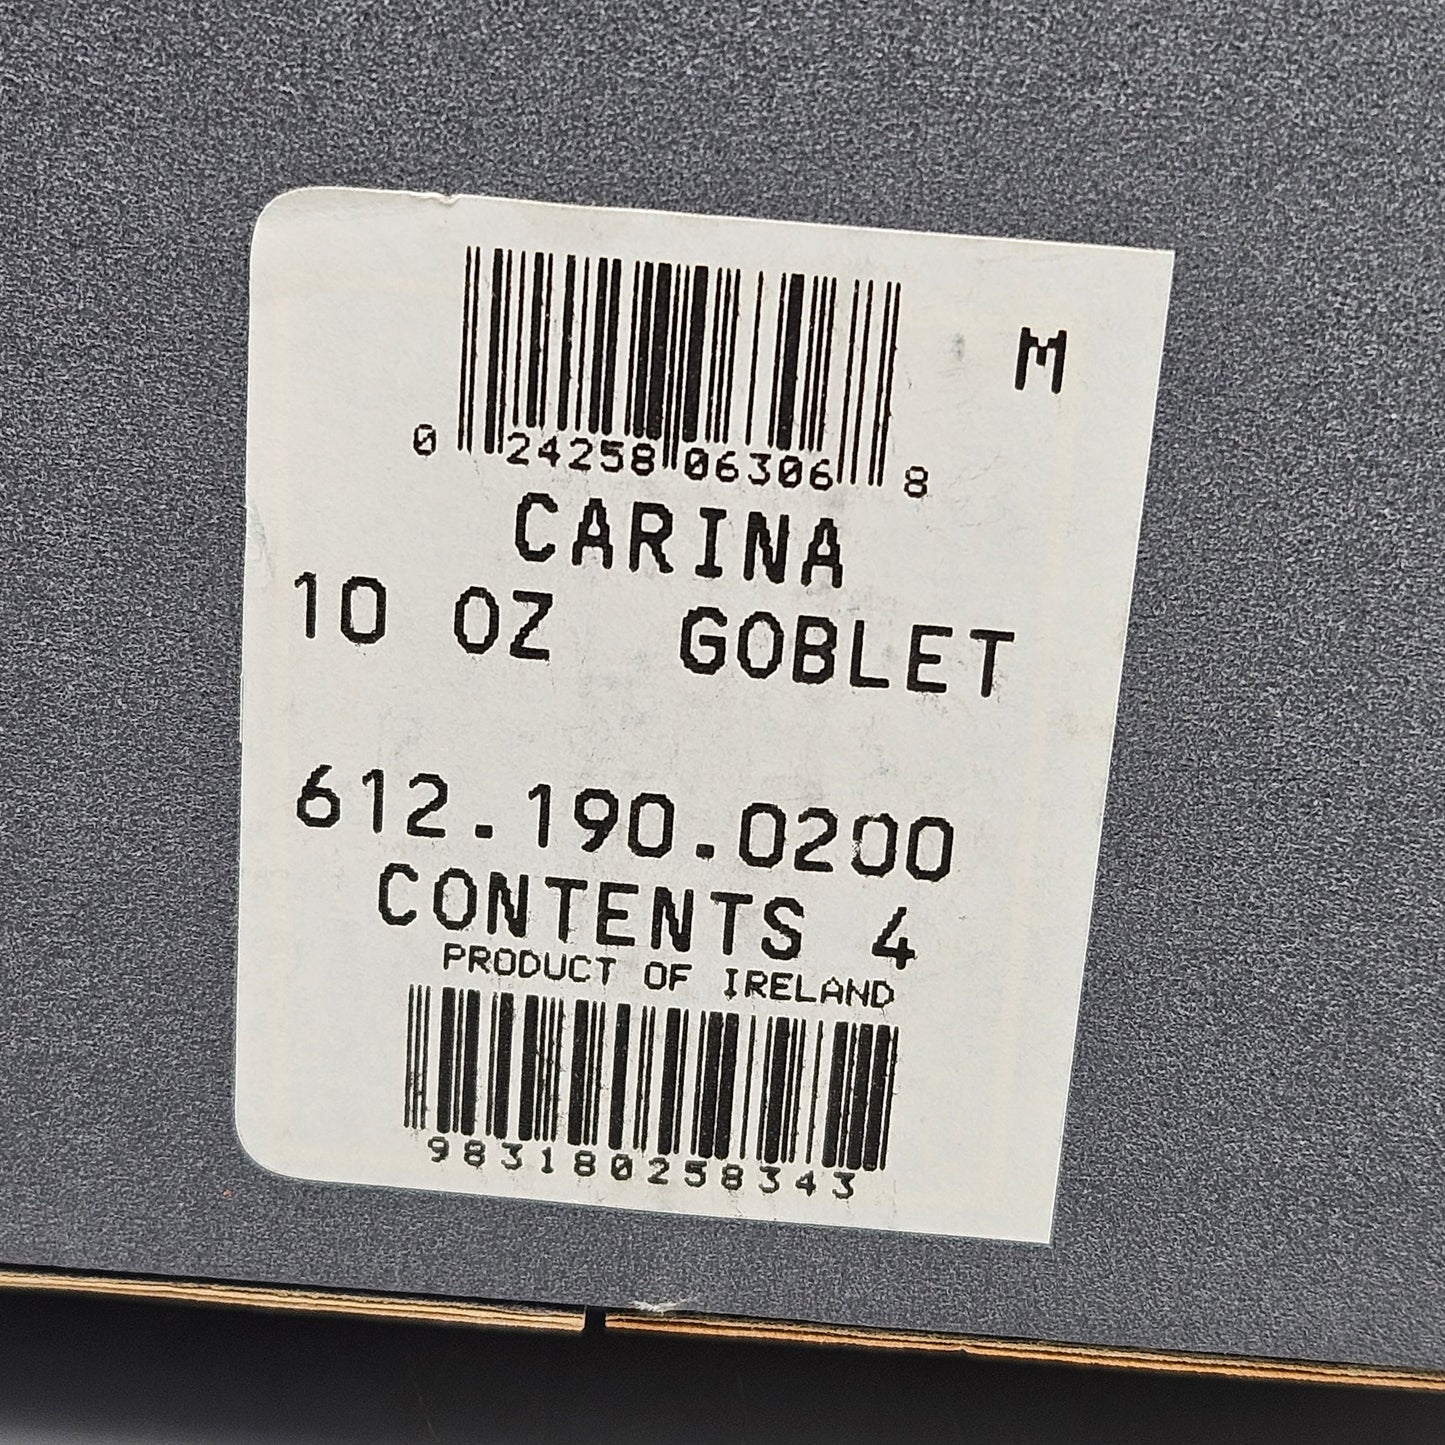 M
0 24258 06306 8
CARINA
10 OZ GOBLET
612.190.0200
CONTENTS 4
PRODUCT OF IRELAND
983180258343